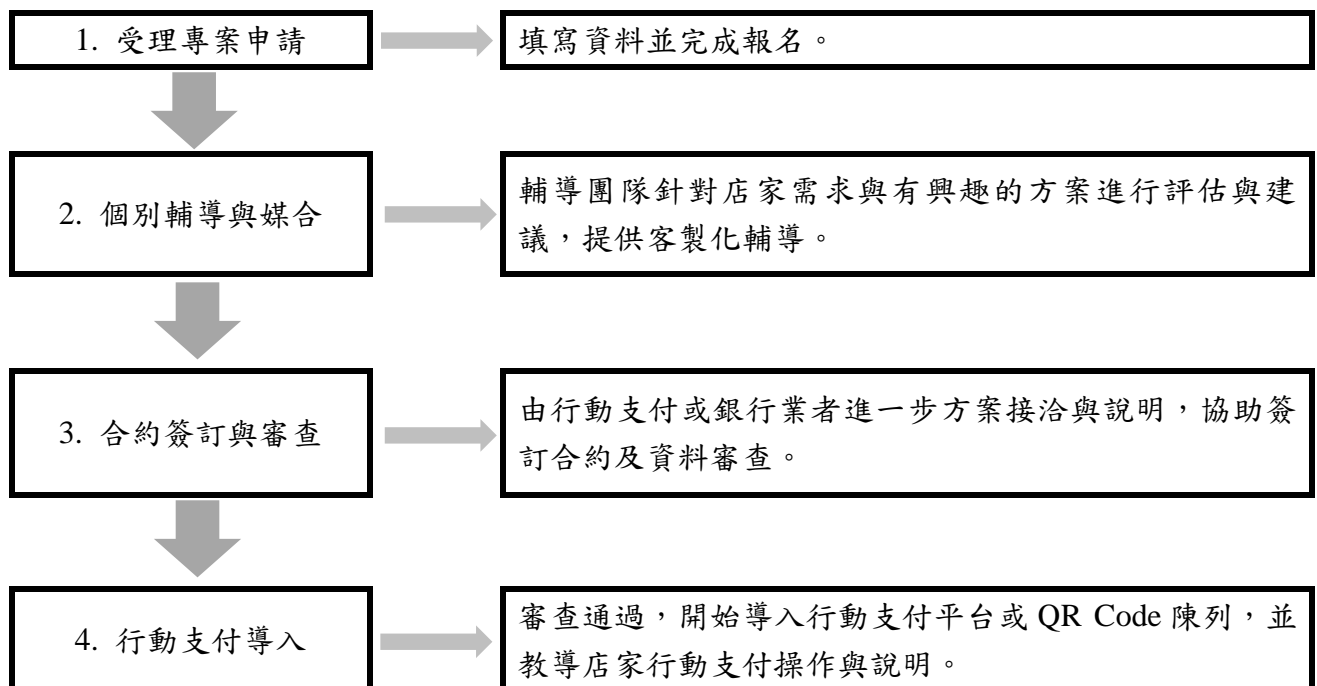 1. 受理專案申請
填寫資料並完成報名。
2. 個別輔導與媒合
輔導團隊針對店家需求與有興趣的方案進行評估與建
議，提供客製化輔導。
3. 合約簽訂與審查
由行動支付或銀行業者進一步方案接洽與說明，協助簽
訂合約及資料審查。
4. 行動支付導入
審查通過，開始導入行動支付平台或 QR Code 陳列，並
教導店家行動支付操作與說明。